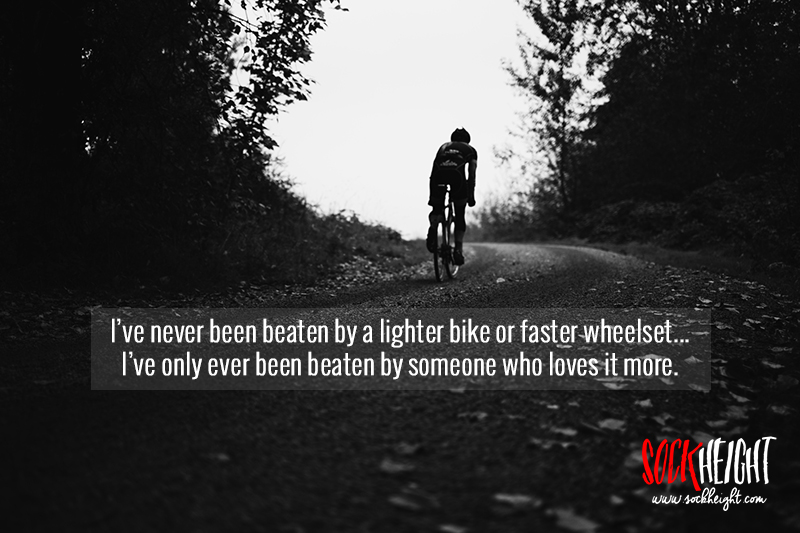 I've never been beaten by a lighter bike or faster wheelset...
I've only ever been beaten by someone who loves it more.
SOCKHEIGHT
www.sockheight.com